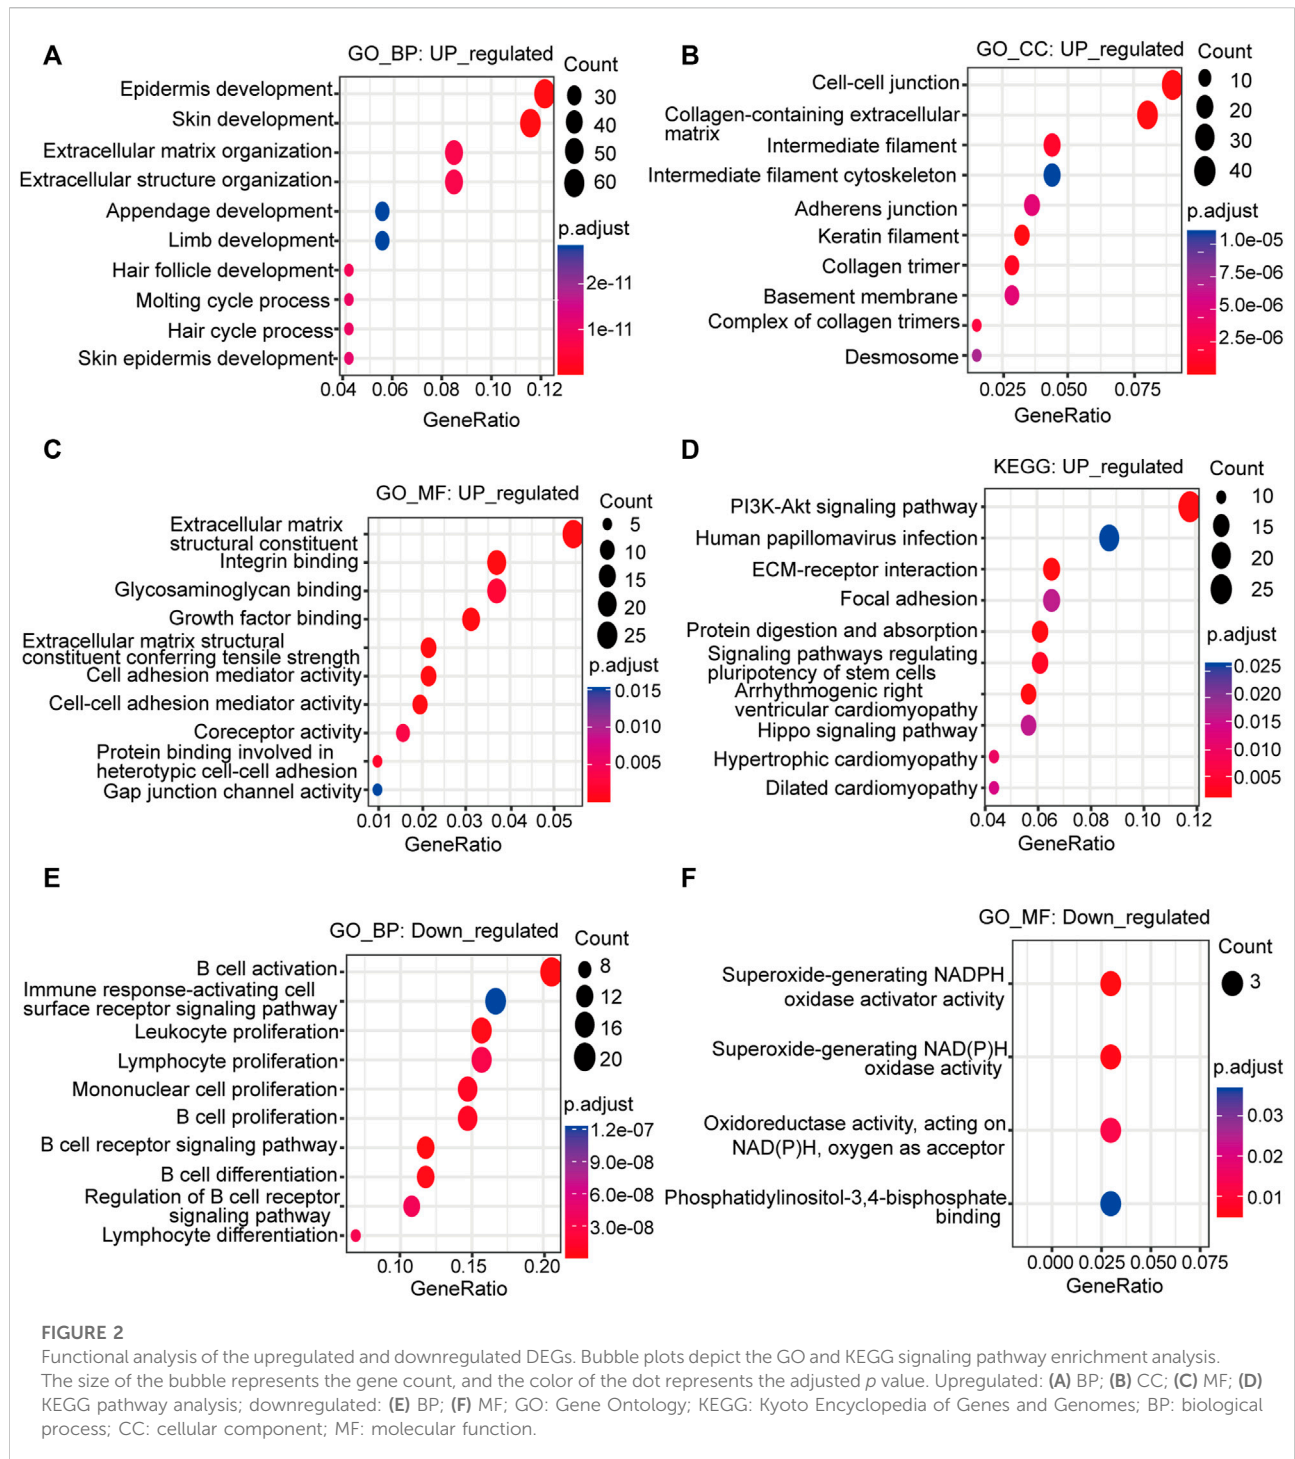 A
GO_BP: UP_regulated
Epidermis development
Skin development
Extracellular matrix organization
Extracellular structure organization
Appendage development
Limb development
Hair follicle development
Molting cycle process
Hair cycle process
Skin epidermis development
0.04 0.06 0.08 0.10 0.12
GeneRatio
Count
30
40
50
60
p.adjust
2e-11
1e-11
B
GO_CC: UP_regulated
Cell-cell junction
Collagen-containing extracellular
matrix
Intermediate filament
Intermediate filament cytoskeleton
Adherens junction
Keratin filament
Collagen trimer
Basement membrane
Complex of collagen trimers
Desmosome
0.025 0.050 0.075
GeneRatio
Count
10
20
30
40
p.adjust
1.0e-05
7.5e-06
5.0e-06
2.5e-06
C
GO_MF: UP_regulated
Extracellular matrix
structural constituent
Integrin binding
Glycosaminoglycan binding
Growth factor binding
Extracellular matrix structural
constituent conferring tensile strength
Cell adhesion mediator activity
Cell-cell adhesion mediator activity
Coreceptor activity
Protein binding involved in
heterotypic cell-cell adhesion
Gap junction channel activity
0.01 0.02 0.03 0.04 0.05
GeneRatio
Count
5
10
15
20
25
p.adjust
0.015
0.010
0.005
D
KEGG: UP_regulated
PI3K-Akt signaling pathway
Human papillomavirus infection
ECM-receptor interaction
Focal adhesion
Protein digestion and absorption
Signaling pathways regulating
pluripotency of stem cells
Arrhythmogenic right
ventricular cardiomyopathy
Hippo signaling pathway
Hypertrophic cardiomyopathy
Dilated cardiomyopathy
0.04 0.06 0.08 0.10 0.12
GeneRatio
Count
10
15
20
25
p.adjust
0.025
0.020
0.015
0.010
0.005
E
GO_BP: Down_regulated
B cell activation
Immune response-activating cell
surface receptor signaling pathway
Leukocyte proliferation
Lymphocyte proliferation
Mononuclear cell proliferation
B cell proliferation
B cell receptor signaling pathway
B cell differentiation
Regulation of B cell receptor
signaling pathway
Lymphocyte differentiation
0.10 0.15 0.20
GeneRatio
Count
8
12
16
20
p.adjust
1.2e-07
9.0e-08
6.0e-08
3.0e-08
F
GO_MF: Down_regulated
Superoxide-generating NADPH
oxidase activator activity
Superoxide-generating NAD(P)H
oxidase activity
Oxidoreductase activity, acting on
NAD(P)H, oxygen as acceptor
Phosphatidylinositol-3,4-bisphosphate
binding
0.000 0.025 0.050 0.075
GeneRatio
Count
3
p.adjust
0.03
0.02
0.01
FIGURE 2
Functional analysis of the upregulated and downregulated DEGs. Bubble plots depict the GO and KEGG signaling pathway enrichment analysis.
The size of the bubble represents the gene count, and the color of the dot represents the adjusted p value. Upregulated: (A) BP; (B) CC; (C) MF; (D)
KEGG pathway analysis; downregulated: (E) BP; (F) MF; GO: Gene Ontology; KEGG: Kyoto Encyclopedia of Genes and Genomes; BP: biological
process; CC: cellular component; MF: molecular function.